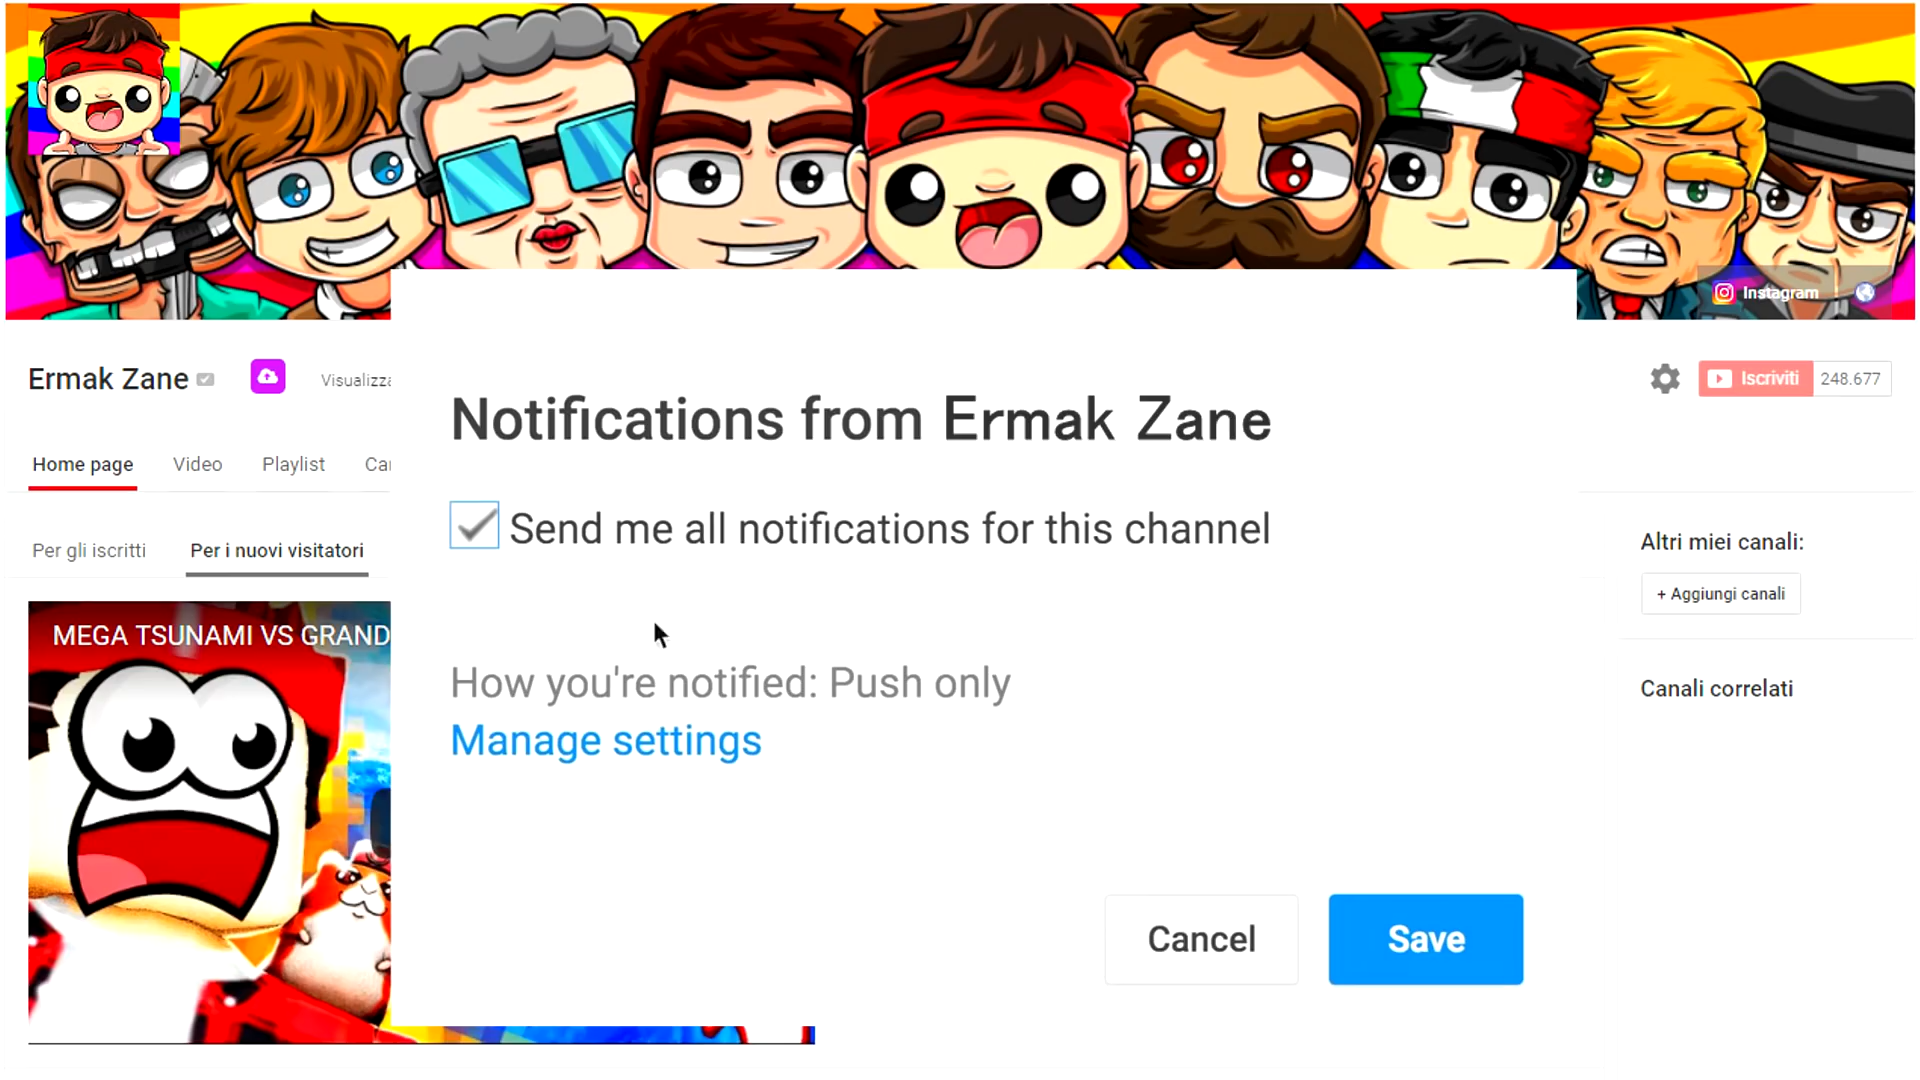 Instagram
Ermak Zane
Iscriviti 248.677
Notifications from Ermak Zane
Home page Video Playlist
Send me all notifications for this channel
Per gli iscritti Per i nuovi visitatori
Altri miei canali:
+ Aggiungi canali
MEGA TSUNAMI VS GRAND
How you're notified: Push only
Manage settings
Canali correlati
Cancel Save